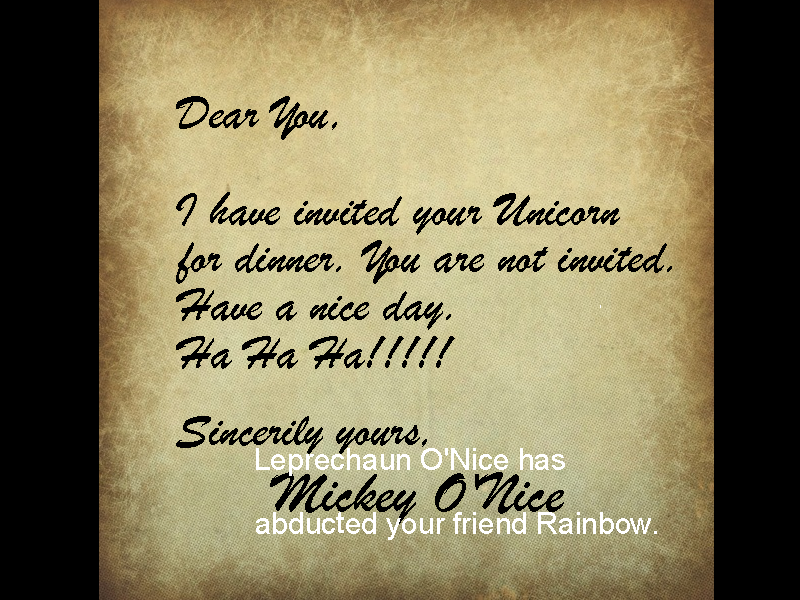 Dear You,
I have invited your Unicorn
for dinner. You are not invited.
Have a nice day.
Ha Ha Ha!!!!!
Sincerily yours,
Leprechaun O'Nice has
Mickey O'Nice
abducted your friend Rainbow.